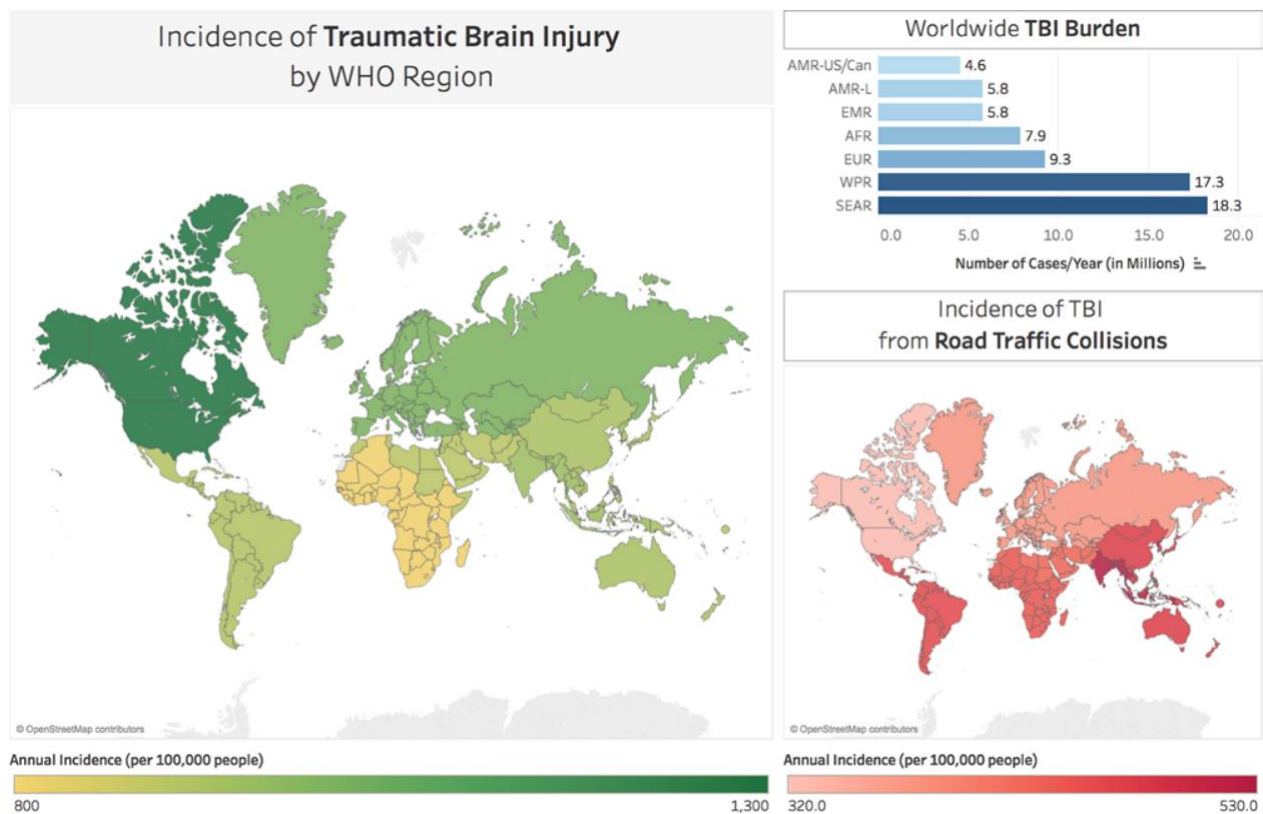 Incidence of Traumatic Brain Injury
by WHO Region
© OpenStreetMap contributors
Annual Incidence (per 100,000 people)
800 1,300
Worldwide TBI Burden
AMR-US/Can 4.6
AMR-L 5.8
EMR 5.8
AFR 7.9
EUR 9.3
WPR 17.3
SEAR 18.3
0.0 5.0 10.0 15.0 20.0
Number of Cases/Year (in Millions)
Incidence of TBI
from Road Traffic Collisions
© OpenStreetMap contributors
Annual Incidence (per 100,000 people)
320.0 530.0